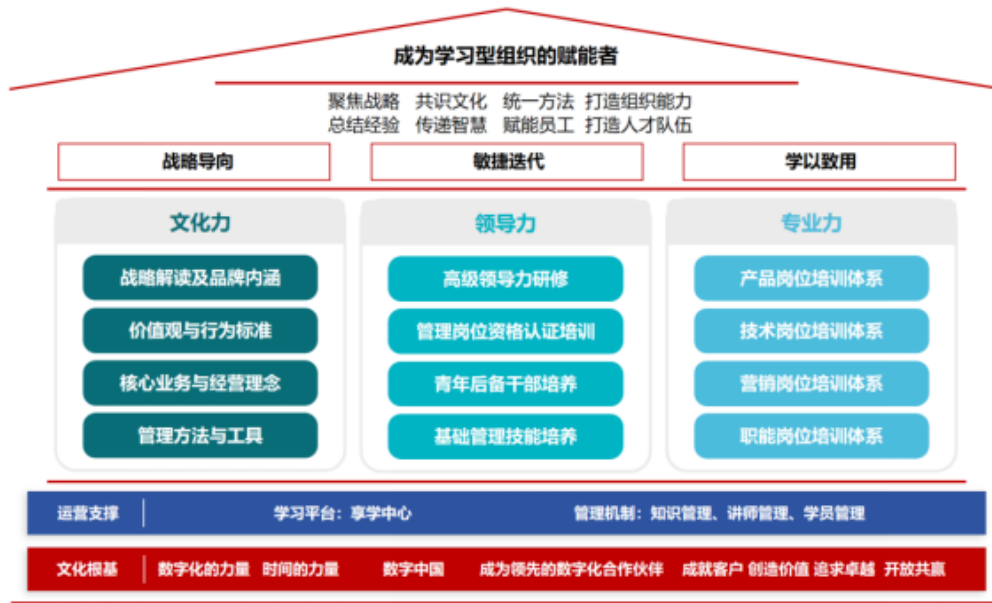 成为学习型组织的赋能者
聚焦战略 共识文化 统一方法 打造组织能力
总结经验 传递智慧 赋能员工 打造人才队伍
战略导向 敏捷迭代 学以致用
文化力
战略解读及品牌内涵
价值观与行为标准
核心业务与经营理念
管理方法与工具
领导力
高级领导力研修
管理岗位资格认证培训
青年后备干部培养
基础管理技能培养
专业力
产品岗位培训体系
技术岗位培训体系
营销岗位培训体系
职能岗位培训体系
运营支撑 学习平台：享学中心 管理机制：知识管理、讲师管理、学员管理
文化根基 数字化的力量 时间的力量 数字中国 成为领先的数字化合作伙伴 成就客户 创造价值 追求卓越 开放共赢